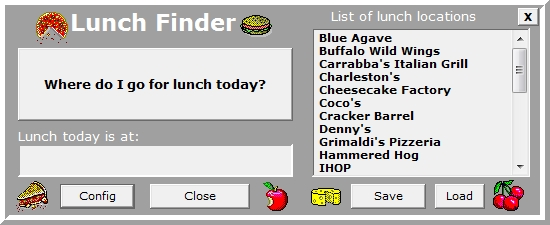 Lunch Finder
Where do I go for lunch today?
Lunch today is at:
Config
Close
List of lunch locations
X
Blue Agave
Buffalo Wild Wings
Carrabba's Italian Grill
Charleston's
Cheesecake Factory
Coco's
Cracker Barrel
Denny's
Grimaldi's Pizzeria
Hammered Hog
IHOP
Save
Load